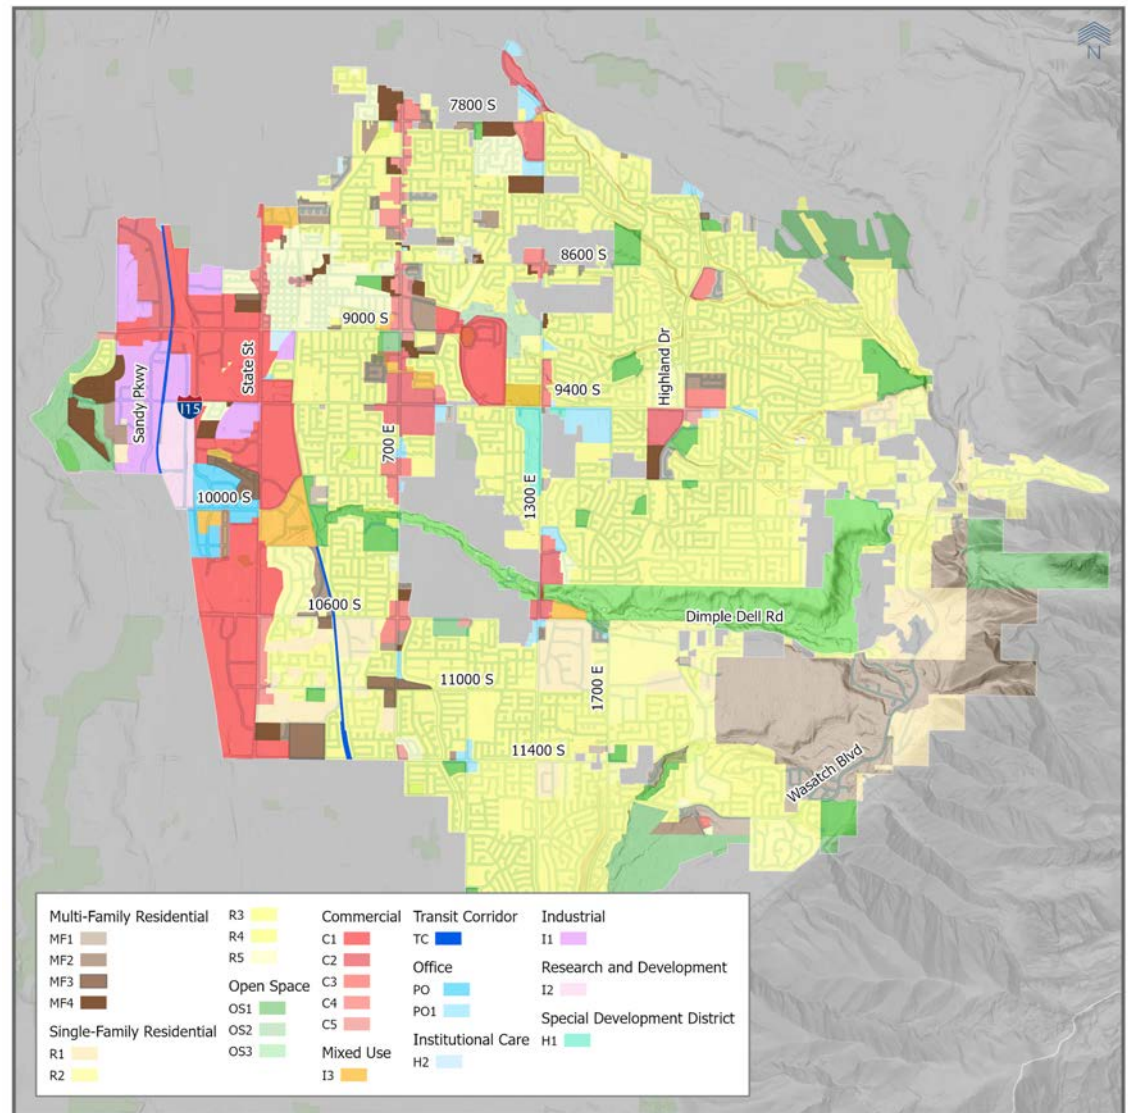 N
7800 S
8600 S
9000 S
State St
Highland Dr
Sandy Pkwy
9400 S
I15
700 E
1300 E
10000 S
10600 S
Dimple Dell Rd
11000 S
1700 E
11400 S
Wasatch Blvd
Multi-Family Residential
MF1
MF2
MF3
MF4
Single-Family Residential
R1
R2
R3
R4
R5
Open Space
OS1
OS2
OS3
Commercial
C1
C2
C3
C4
C5
Mixed Use
I3
Transit Corridor
TC
Office
PO
PO1
Institutional Care
H2
Industrial
I1
Research and Development
I2
Special Development District
H1